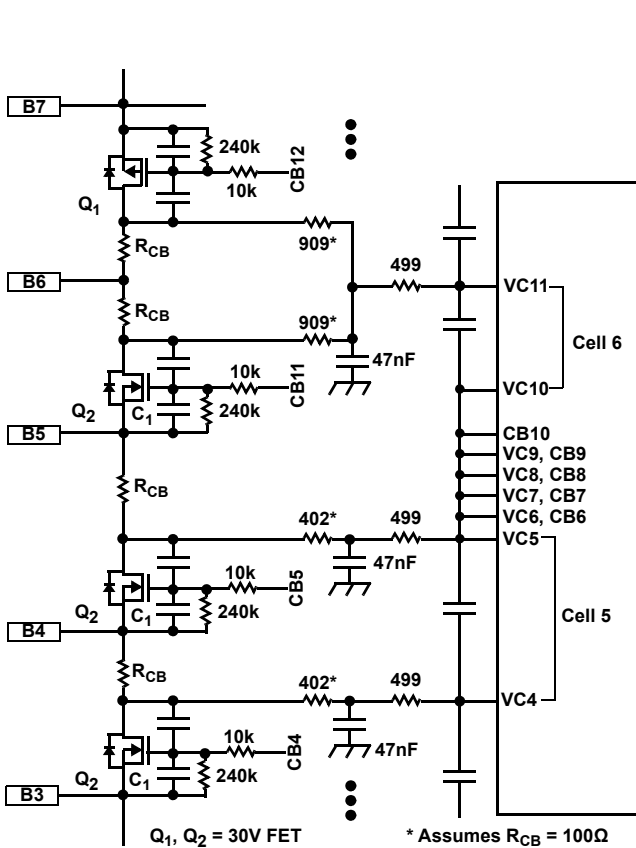 B7
240k
10k
CB12
Q1
909*
RCB
499
B6
VC11
RCB
909*
Cell 6
47nF
10k
CB11
VC10
Q2
C1
240k
B5
CB10
VC9, CB9
VC8, CB8
RCB
VC7, CB7
VC6, CB6
402*
499
VC5
47nF
10k
CB5
Q2
C1
240k
Cell 5
B4
RCB
402*
499
VC4
10k
CB4
47nF
Q2
C1
240k
B3
Q1, Q2 = 30V FET
* Assumes RCB = 100Ω